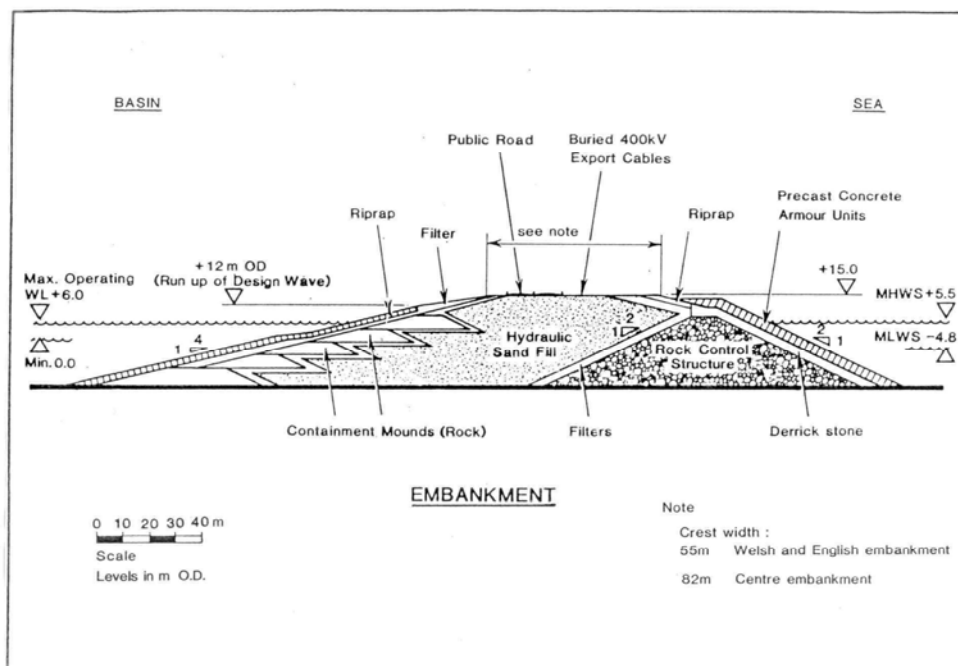 BASIN
SEA
Public Road
Buried 400kV
Export Cables
Precast Concrete
Armour Units
Riprap
Riprap
Filter
see note
+12m OD
(Run up of Design Wave)
+15.0
Max. Operating
WL+6.0
MHWS+5.5
2
1
4
1
Hydraulic
Sand Fill
Rock Control
Structure
2
1
MLWS -4.8
Min.0.0
Containment Mounds (Rock)
Filters
Derrick stone
EMBANKMENT
0 10 20 30 40m
Scale
Levels in m O.D.
Note
Crest width :
55m Welsh and English embankment
82m Centre embankment